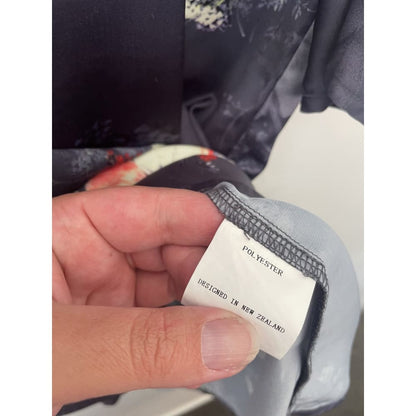 POLYESTER
DESIGNED IN NEW ZEALAND